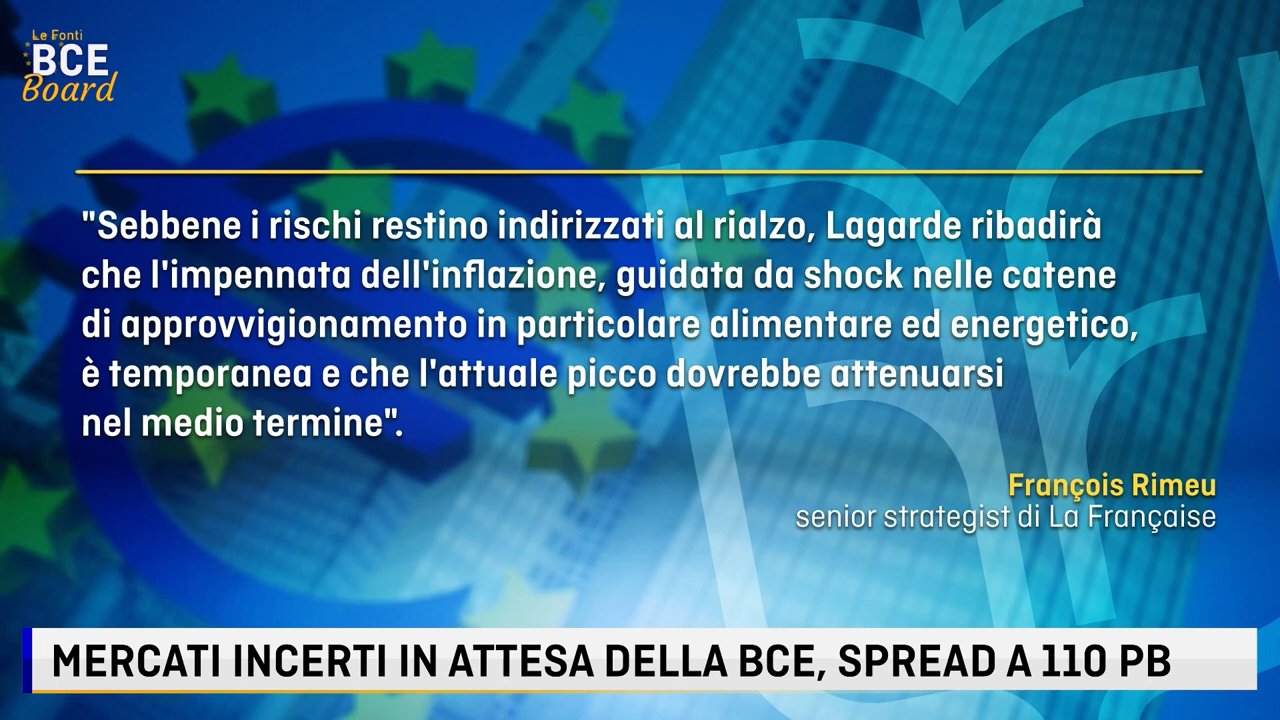 Le Fonti
BCE
Board
"Sebbene i rischi restino indirizzati al rialzo, Lagarde ribadirà
che l'impennata dell'inflazione, guidata da shock nelle catene
di approvvigionamento in particolare alimentare ed energetico,
è temporanea e che l'attuale picco dovrebbe attenuarsi
nel medio termine".
François Rimeu
senior strategist di La Française
MERCATI INCERTI IN ATTESA DELLA BCE, SPREAD A 110 PB